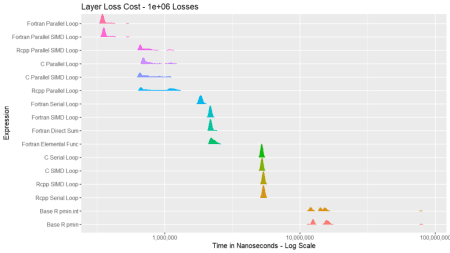 Layer Loss Cost - 1e+06 Losses
Expression
Fortran Parallel Loop
Fortran Parallel SIMD Loop
Rcpp Parallel SIMD Loop
C Parallel Loop
C Parallel SIMD Loop
Rcpp Parallel Loop
Fortran Serial Loop
Fortran SIMD Loop
Fortran Direct Sum
Fortran Elemental Func
C Serial Loop
C SIMD Loop
Rcpp SIMD Loop
Rcpp Serial Loop
Base R pmin.int
Base R pmin
1,000,000 10,000,000 100,000,000
Time in Nanoseconds - Log Scale